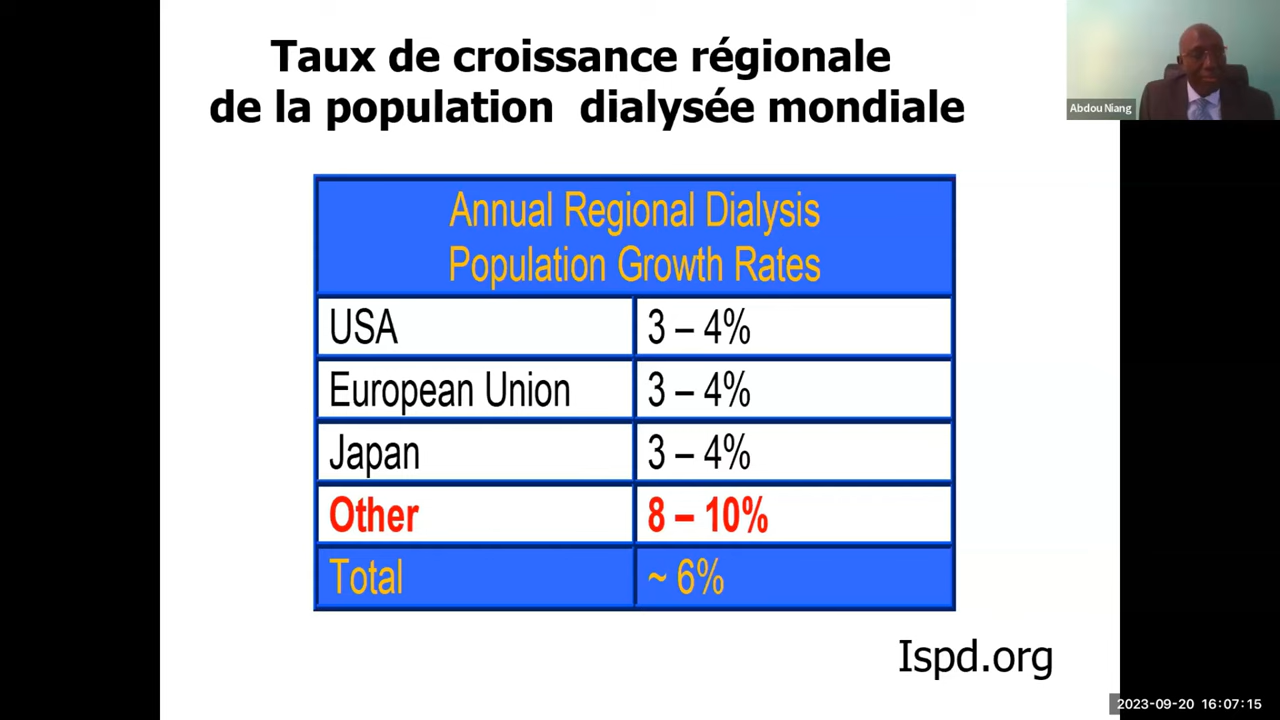 Taux de croissance régionale
de la population dialysée mondiale
Abdou Niang
Annual Regional Dialysis
Population Growth Rates
USA 3 – 4%
European Union 3 – 4%
Japan 3 – 4%
Other 8 – 10%
Total ~ 6%
Ispd.org
2023-09-20 16:07:15